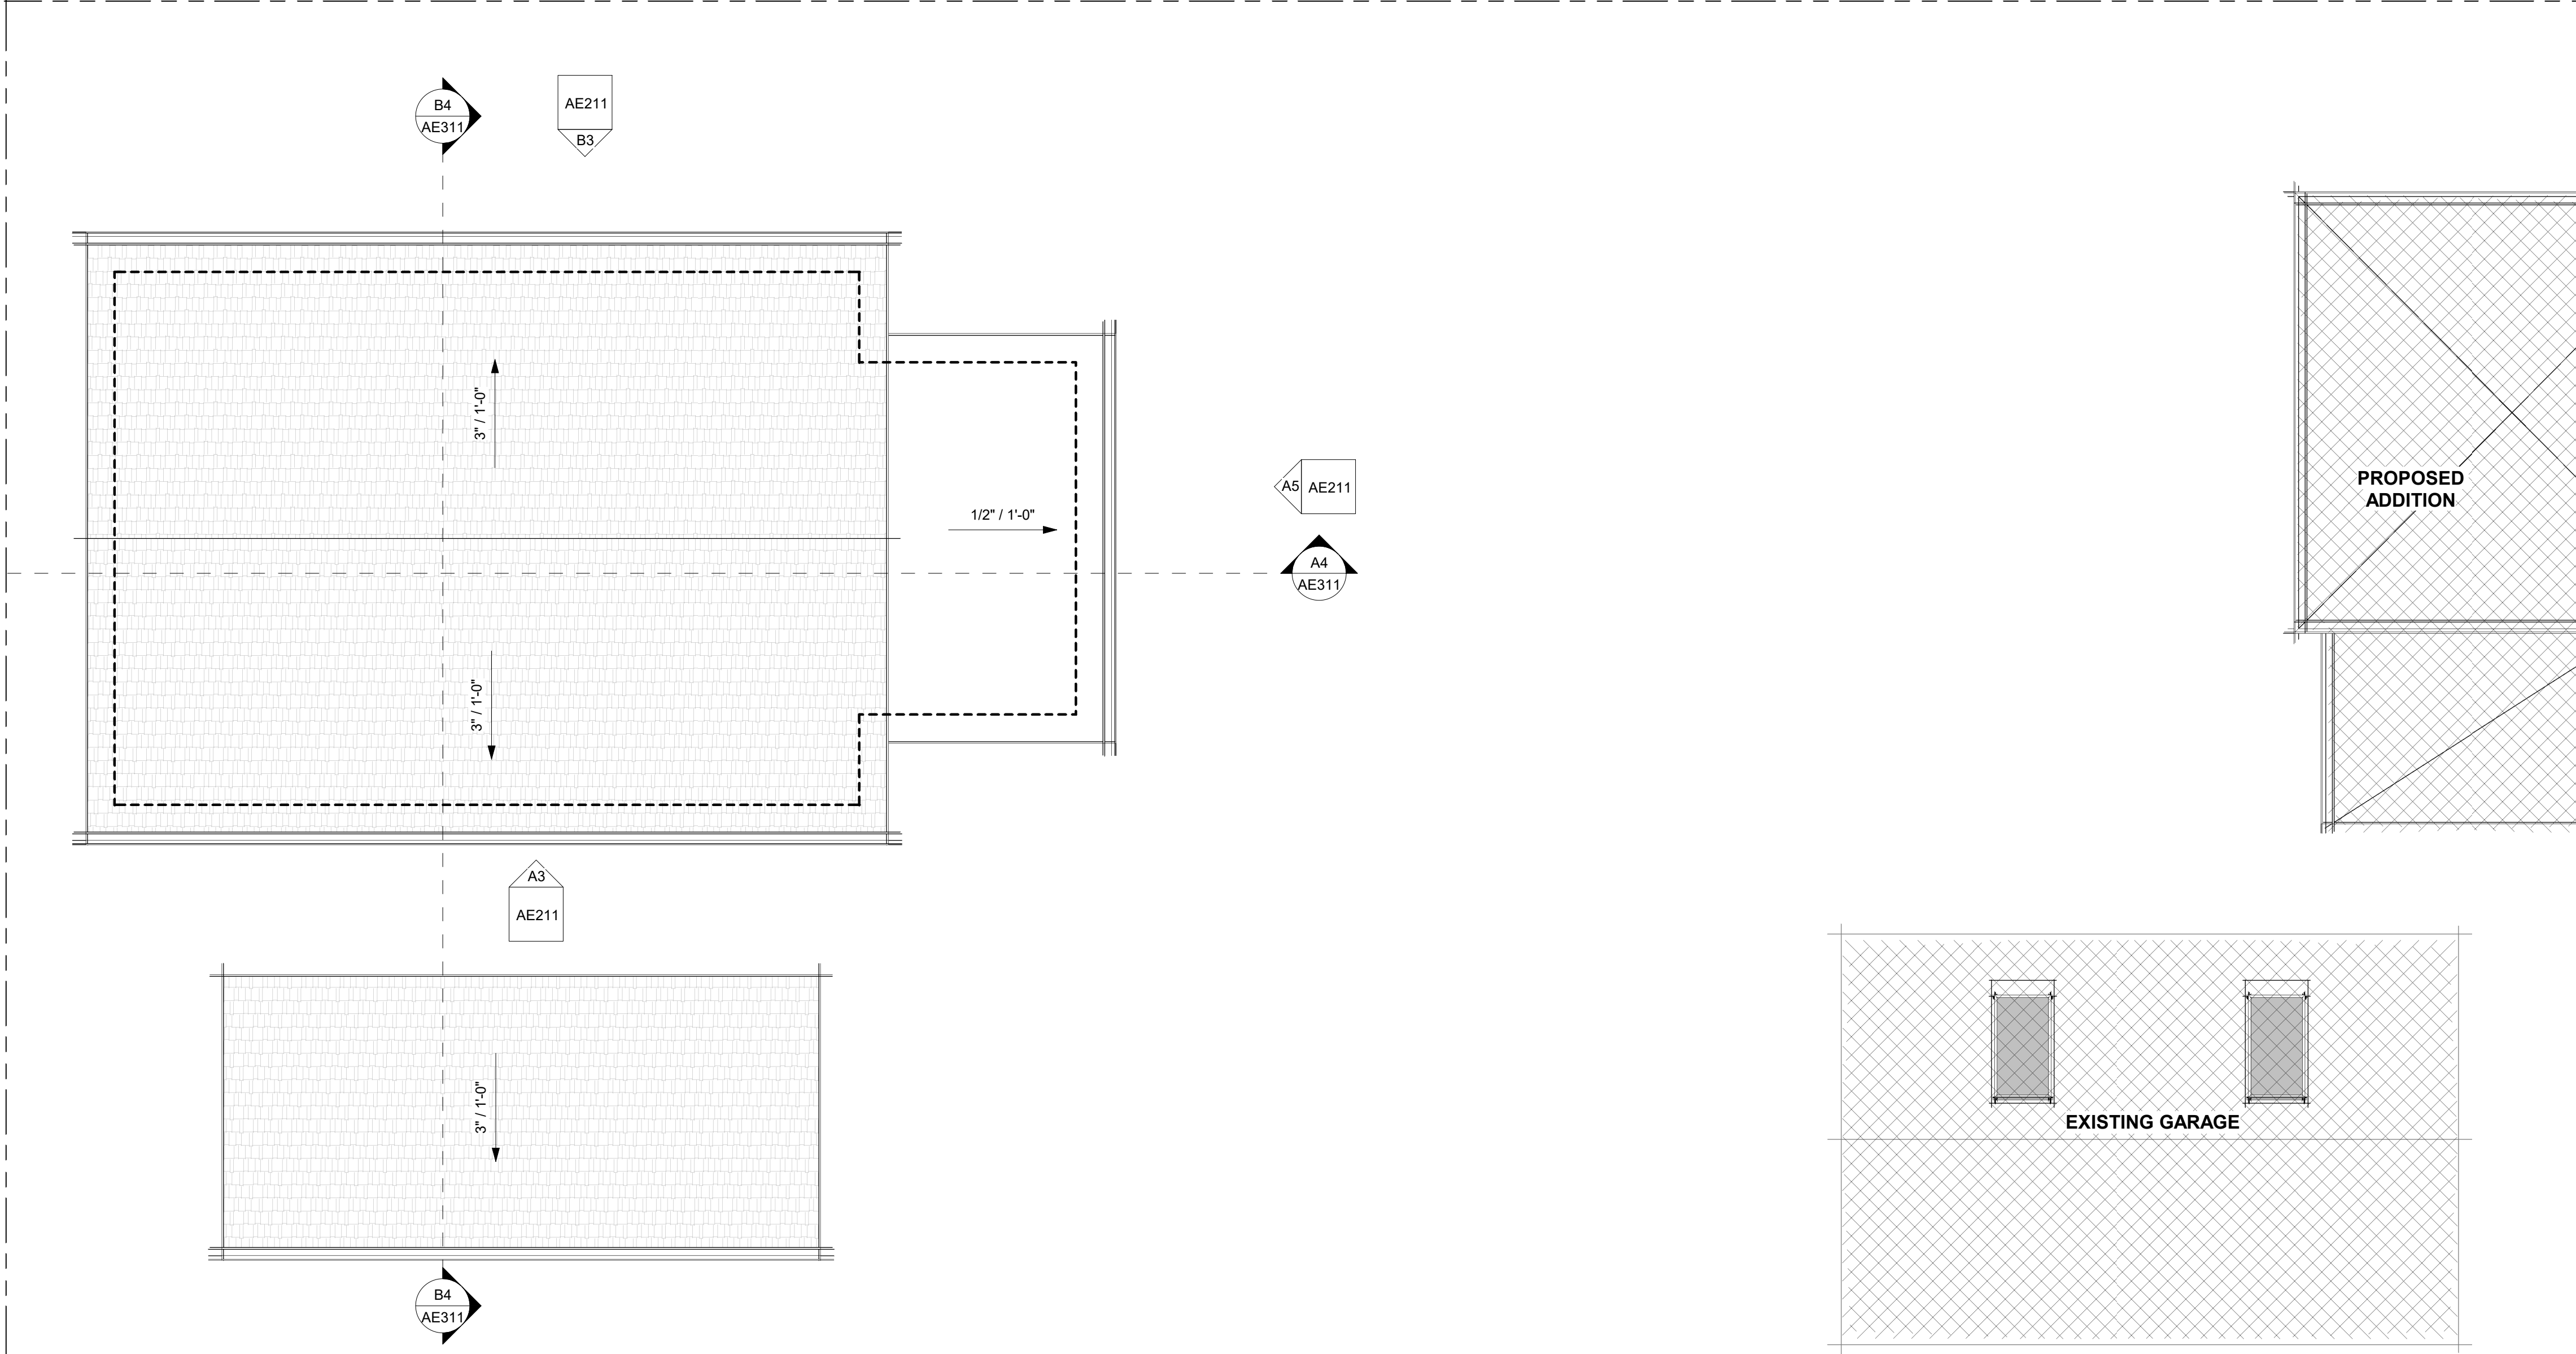 B4
AE311
AE211
B3
3" / 1'-0"
1/2" / 1'-0"
A5
AE211
A4
AE311
PROPOSED
ADDITION
3" / 1'-0"
A3
AE211
3" / 1'-0"
EXISTING GARAGE
B4
AE311